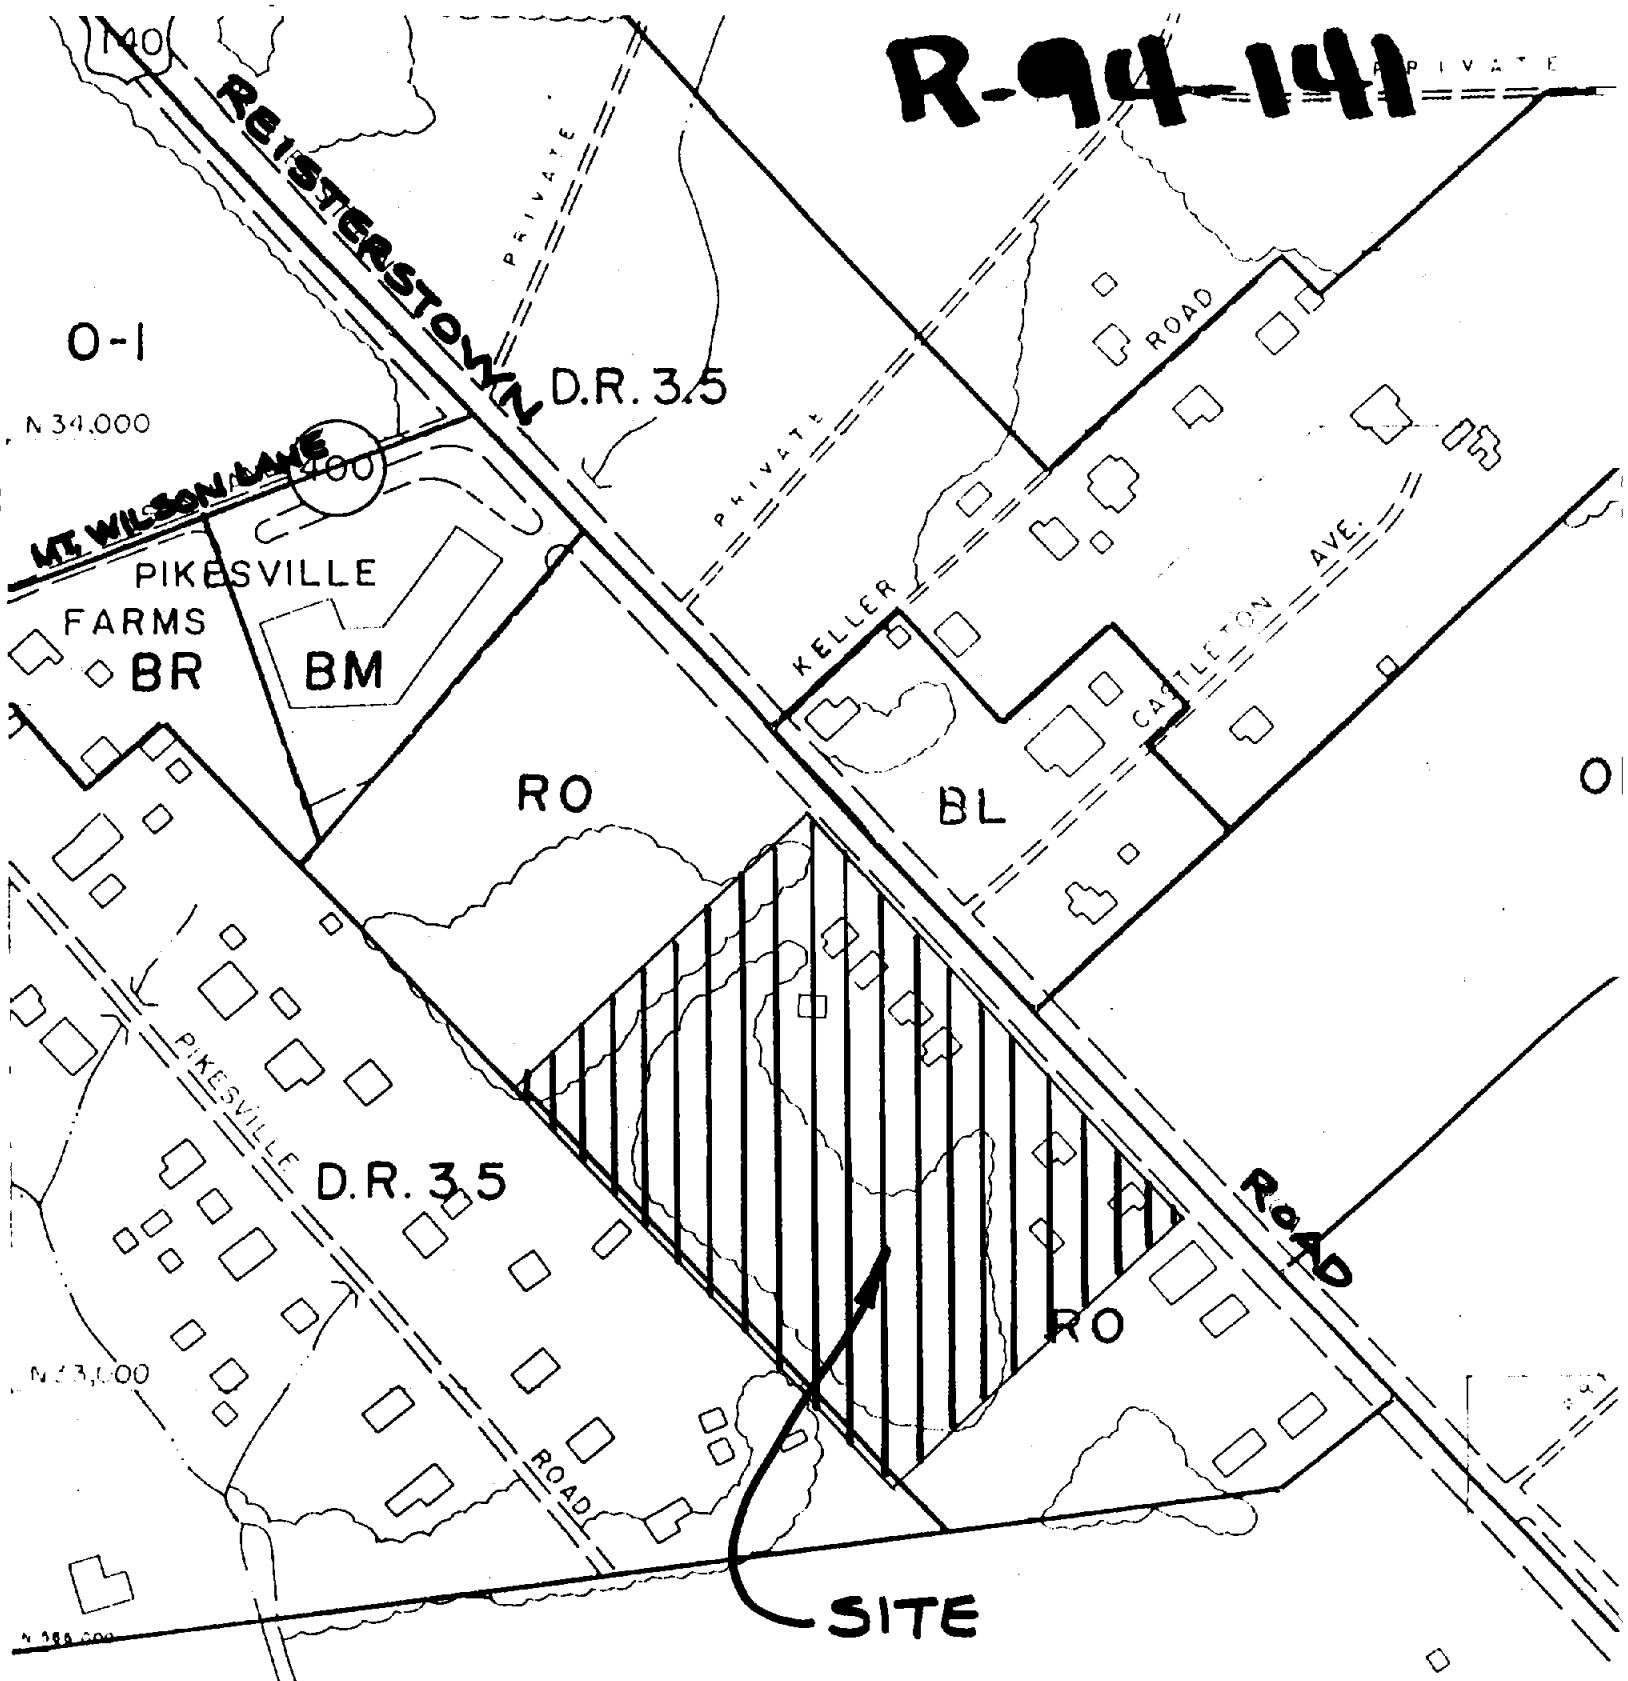 140
R-94-141
PRIVATE
REISTERSTOWN
PRIVATE
O-1
D.R. 3.5
ROAD
N 34,000
MT. WILSON LANE
400
PRIVATE
PIKESVILLE
FARMS
BR
BM
KELLER
CASTLETON AVE.
RO
BL
PIKESVILLE
D.R. 3.5
ROAD
RO
ROAD
SITE